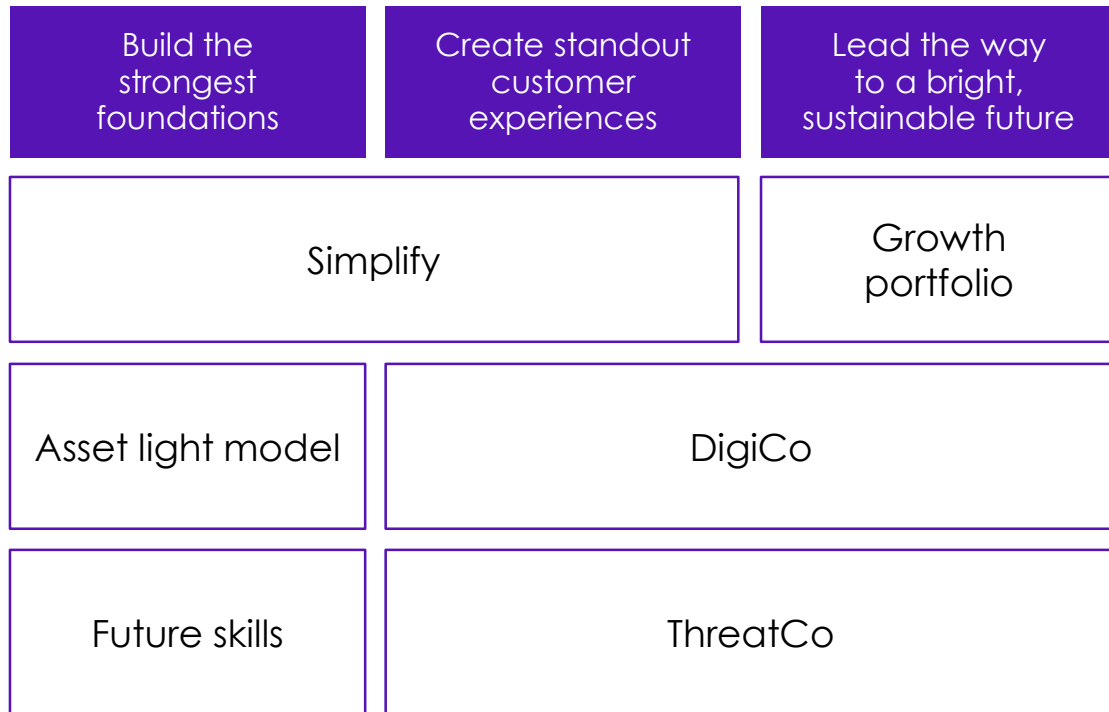 Build the
strongest
foundations
Create standout
customer
experiences
Lead the way
to a bright,
sustainable future
Simplify
Growth
portfolio
Asset light model
DigiCo
Future skills
ThreatCo